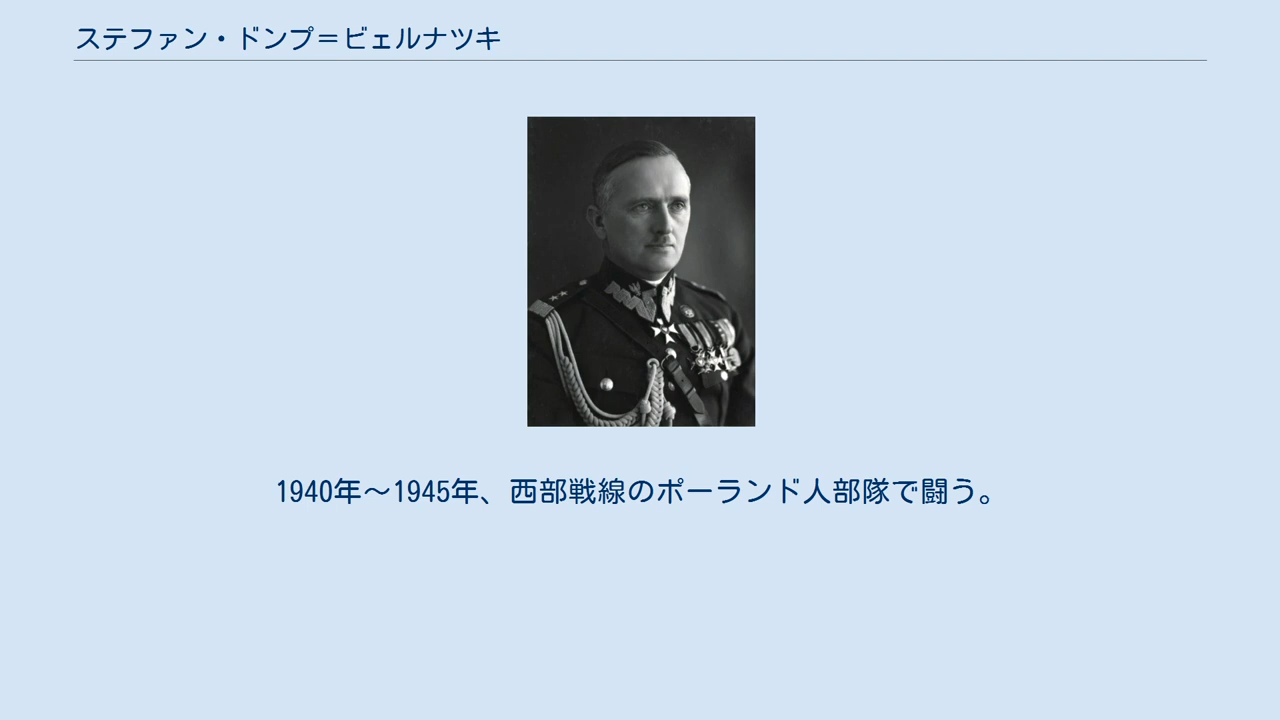 ステファン・ドンプ＝ビェルナツキ
1940年～1945年、西部戦線のポーランド人部隊で闘う。